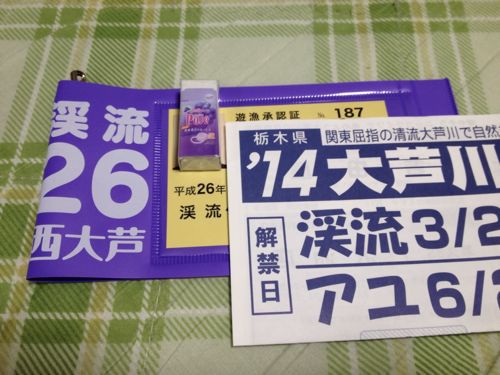 渓流
26
西大芦
遊漁承認証 № 187
平成26年
渓流
栃木県
関東屈指の清流大芦川で自然
'14大芦川
解禁日
渓流 3/2
アユ 6/2